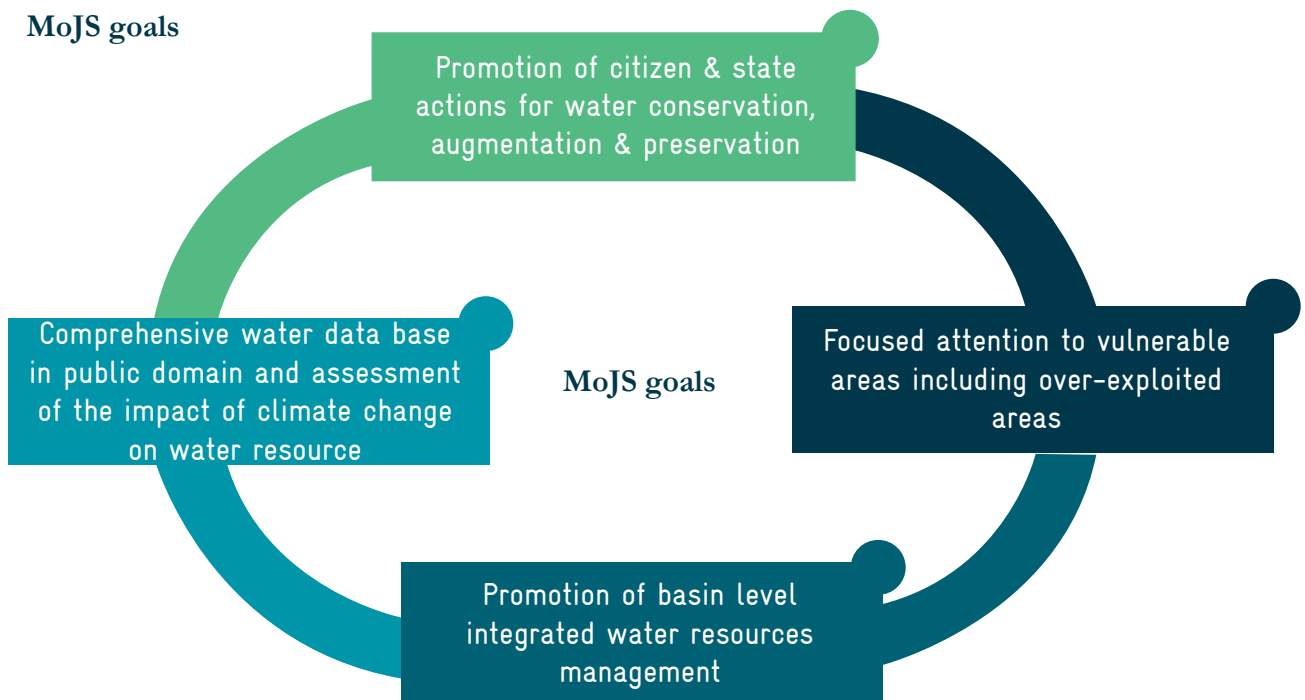 MoJS goals
Promotion of citizen & state
actions for water conservation,
augmentation & preservation
Comprehensive water data base
in public domain and assessment
of the impact of climate change
on water resource
MoJS goals
Focused attention to vulnerable
areas including over-exploited
areas
Promotion of basin level
integrated water resources
management